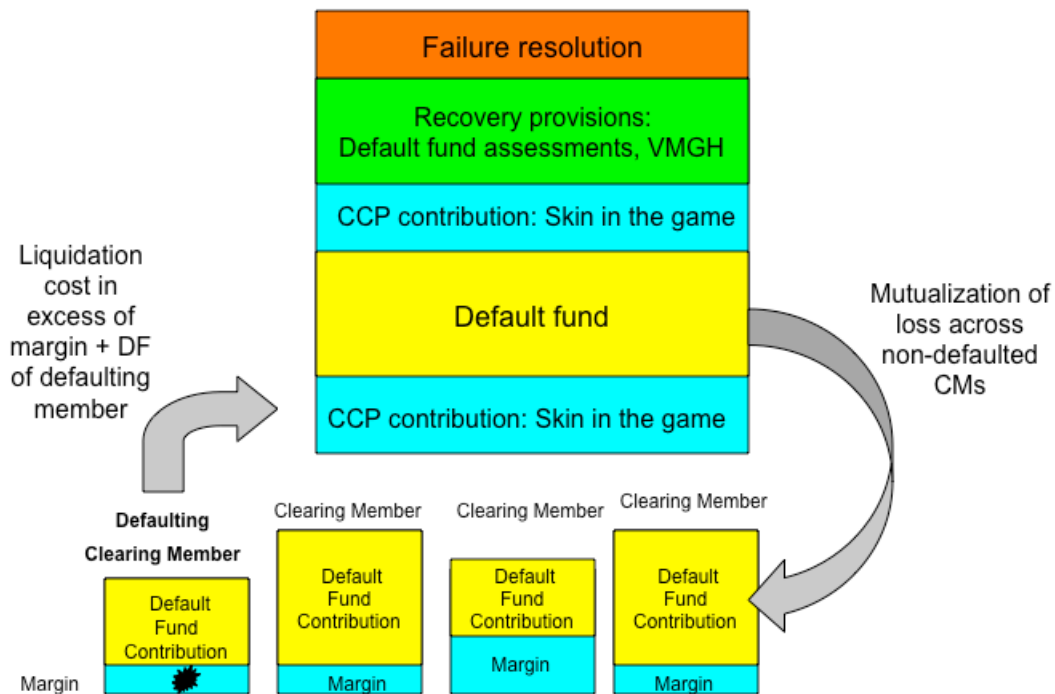 Failure resolution
Recovery provisions:
Default fund assessments, VMGH
CCP contribution: Skin in the game
Default fund
CCP contribution: Skin in the game
Liquidation
cost in
excess of
margin + DF
of defaulting
member
Mutualization of
loss across
non-defaulted
CMs
Defaulting
Clearing Member
Default
Fund
Contribution
Margin
Clearing Member
Default
Fund
Contribution
Margin
Clearing Member
Default
Fund
Contribution
Margin
Clearing Member
Default
Fund
Contribution
Margin